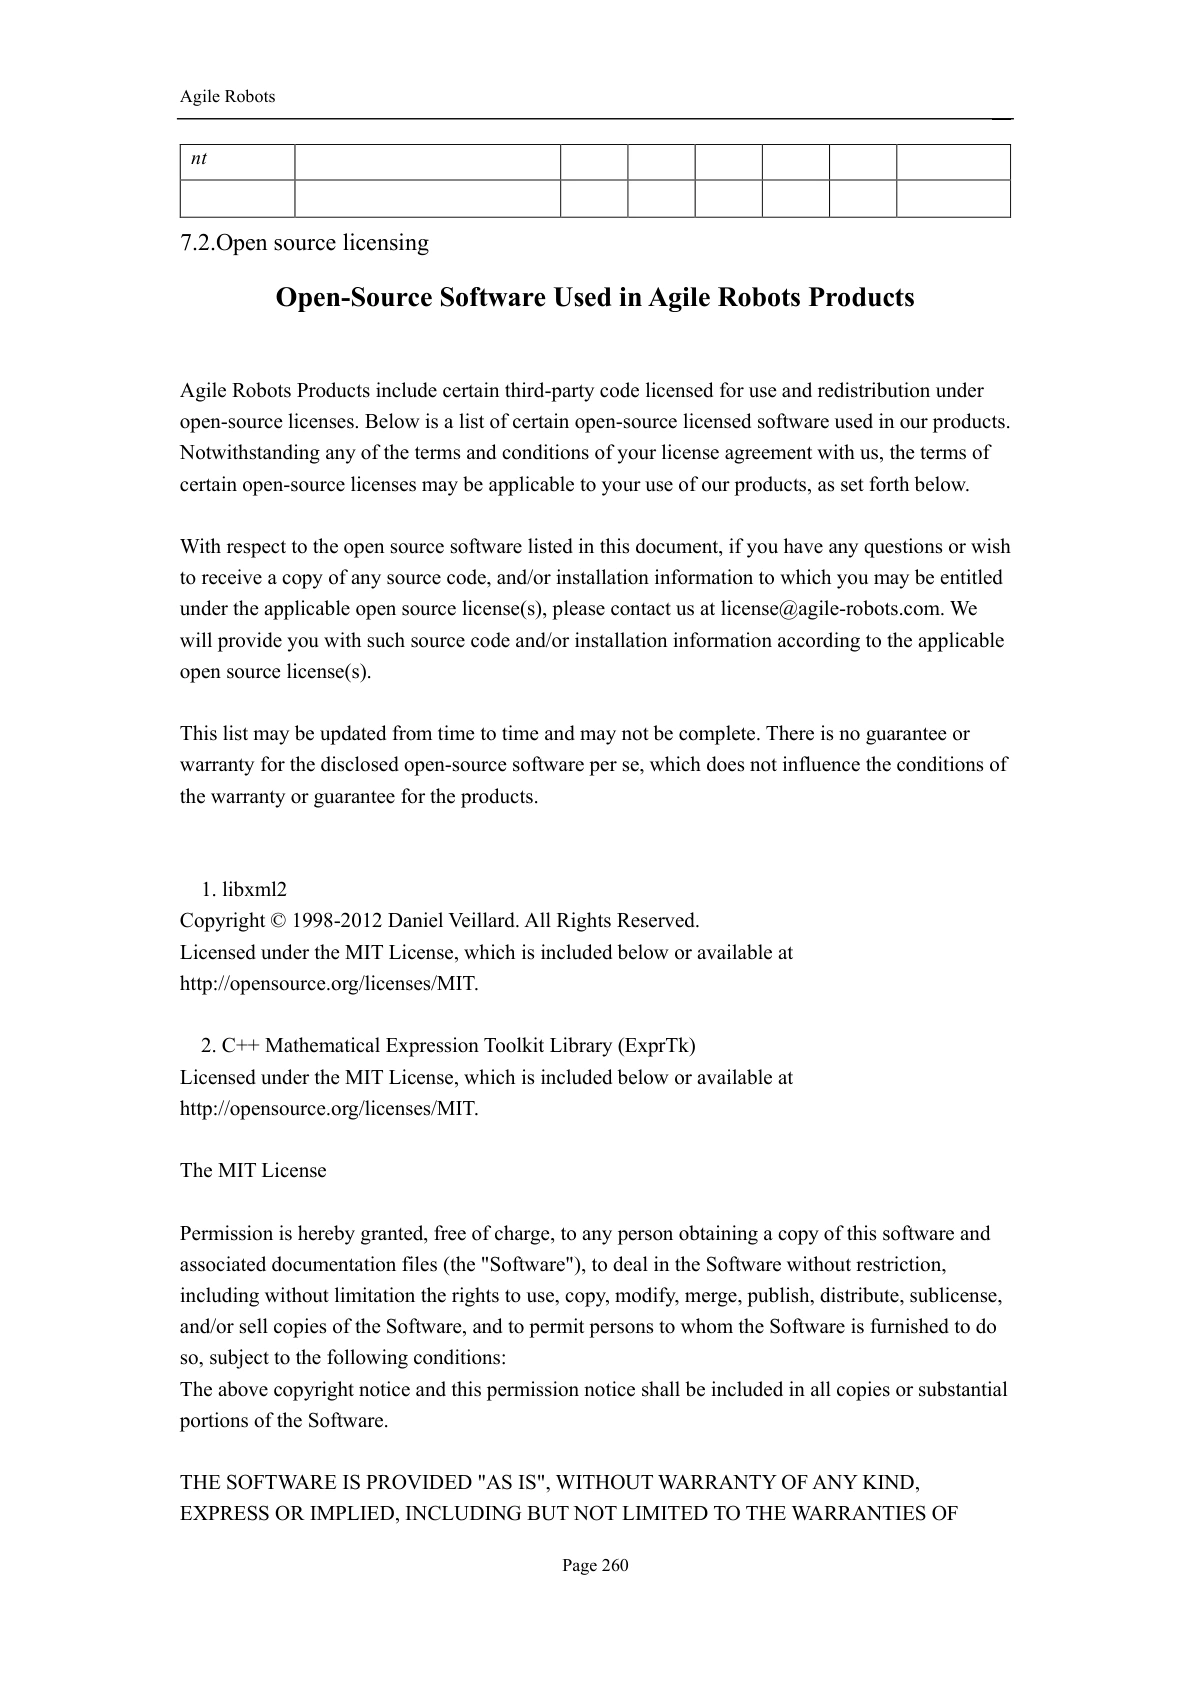 Agile Robots
nt
7.2.Open source licensing
Open-Source Software Used in Agile Robots Products
Agile Robots Products include certain third-party code licensed for use and redistribution under
open-source licenses. Below is a list of certain open-source licensed software used in our products.
Notwithstanding any of the terms and conditions of your license agreement with us, the terms of
certain open-source licenses may be applicable to your use of our products, as set forth below.
With respect to the open source software listed in this document, if you have any questions or wish
to receive a copy of any source code, and/or installation information to which you may be entitled
under the applicable open source license(s), please contact us at license@agile-robots.com. We
will provide you with such source code and/or installation information according to the applicable
open source license(s).
This list may be updated from time to time and may not be complete. There is no guarantee or
warranty for the disclosed open-source software per se, which does not influence the conditions of
the warranty or guarantee for the products.
1. libxml2
Copyright © 1998-2012 Daniel Veillard. All Rights Reserved.
Licensed under the MIT License, which is included below or available at
http://opensource.org/licenses/MIT.
2. C++ Mathematical Expression Toolkit Library (ExprTk)
Licensed under the MIT License, which is included below or available at
http://opensource.org/licenses/MIT.
The MIT License
Permission is hereby granted, free of charge, to any person obtaining a copy of this software and
associated documentation files (the "Software"), to deal in the Software without restriction,
including without limitation the rights to use, copy, modify, merge, publish, distribute, sublicense,
and/or sell copies of the Software, and to permit persons to whom the Software is furnished to do
so, subject to the following conditions:
The above copyright notice and this permission notice shall be included in all copies or substantial
portions of the Software.
THE SOFTWARE IS PROVIDED "AS IS", WITHOUT WARRANTY OF ANY KIND,
EXPRESS OR IMPLIED, INCLUDING BUT NOT LIMITED TO THE WARRANTIES OF
Page 260